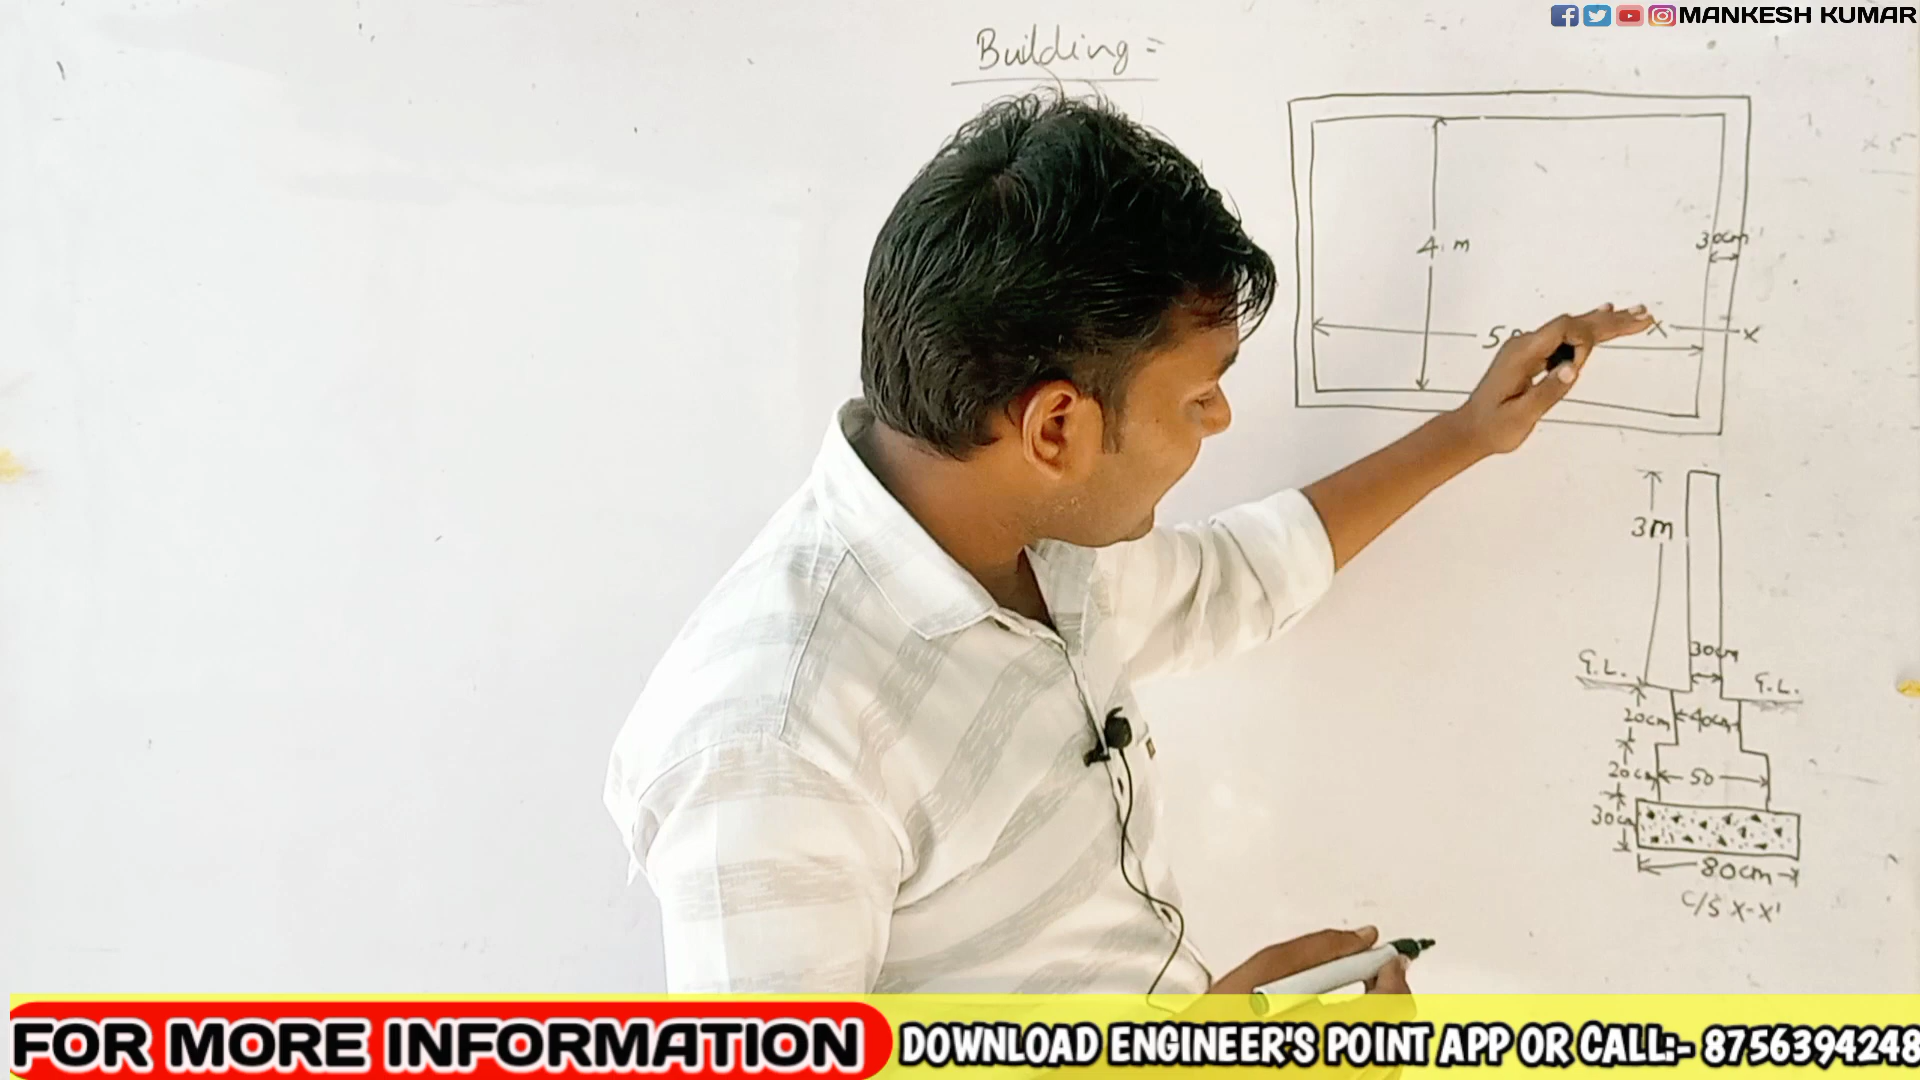 MANKESH KUMAR
Building =
4 m
30cm
5
X X
3m
30cm
G.L. G.L.
20cm 40cm
20cm 50
30cm
80cm
C/S X-X'
FOR MORE INFORMATION DOWNLOAD ENGINEER'S POINT APP OR CALL:- 8756394248